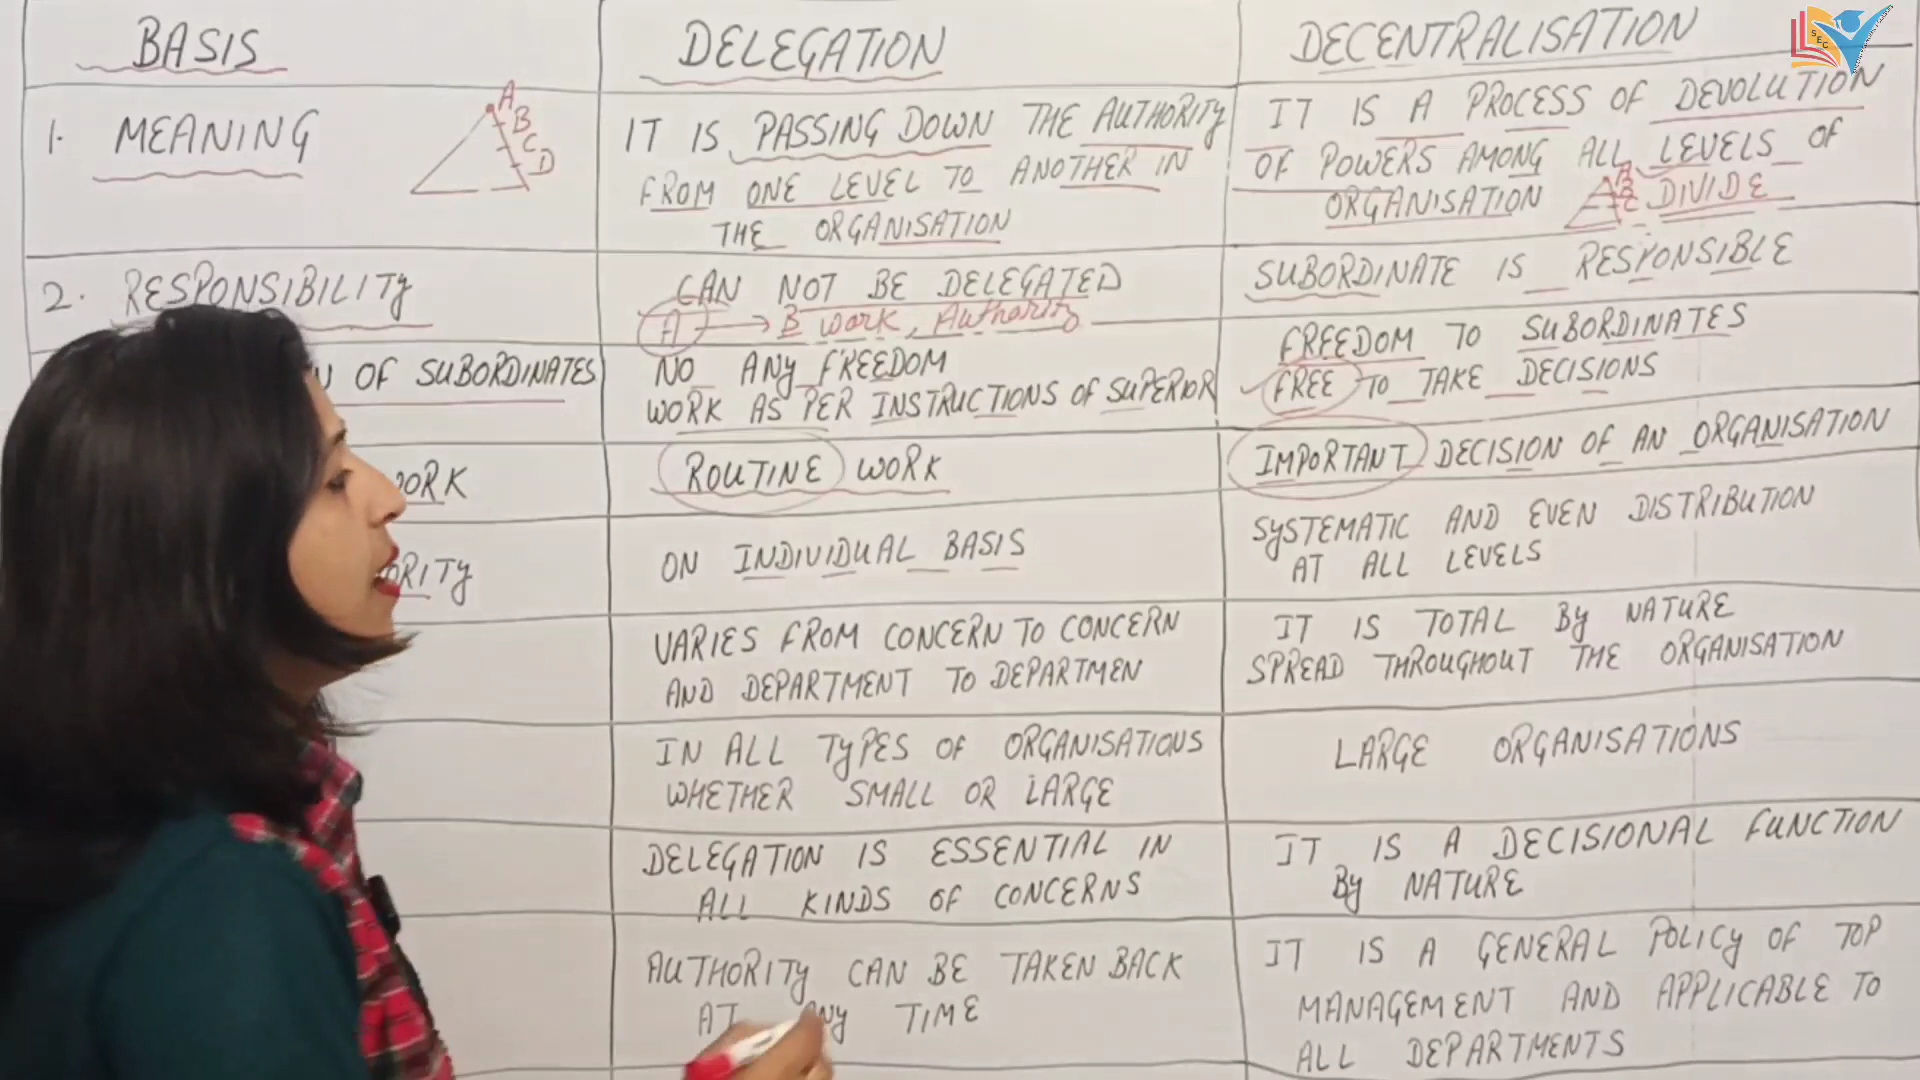 BASIS DELEGATION DECENTRALISATION
SEC
1. MEANING
A
B
C
D
IT IS PASSING DOWN THE AUTHORITY
FROM ONE LEVEL TO ANOTHER IN
THE ORGANISATION
IT IS A PROCESS OF DEVOLUTION
OF POWERS AMONG ALL LEVELS OF
ORGANISATION
A
B
C
DIVIDE
2. RESPONSIBILITY
CAN NOT BE DELEGATED
A → B WORK, Authority
SUBORDINATE IS RESPONSIBLE
OF SUBORDINATES
NO ANY FREEDOM
WORK AS PER INSTRUCTIONS OF SUPERIOR
FREEDOM TO SUBORDINATES
FREE TO TAKE DECISIONS
ROUTINE WORK
IMPORTANT DECISION OF AN ORGANISATION
ON INDIVIDUAL BASIS
SYSTEMATIC AND EVEN DISTRIBUTION
AT ALL LEVELS
VARIES FROM CONCERN TO CONCERN
AND DEPARTMENT TO DEPARTMEN
IT IS TOTAL BY NATURE
SPREAD THROUGHOUT THE ORGANISATION
IN ALL TYPES OF ORGANISATIONS
WHETHER SMALL OR LARGE
LARGE ORGANISATIONS
DELEGATION IS ESSENTIAL IN
ALL KINDS OF CONCERNS
IT IS A DECISIONAL FUNCTION
BY NATURE
AUTHORITY CAN BE TAKEN BACK
AT ANY TIME
IT IS A GENERAL POLICY OF TOP
MANAGEMENT AND APPLICABLE TO
ALL DEPARTMENTS